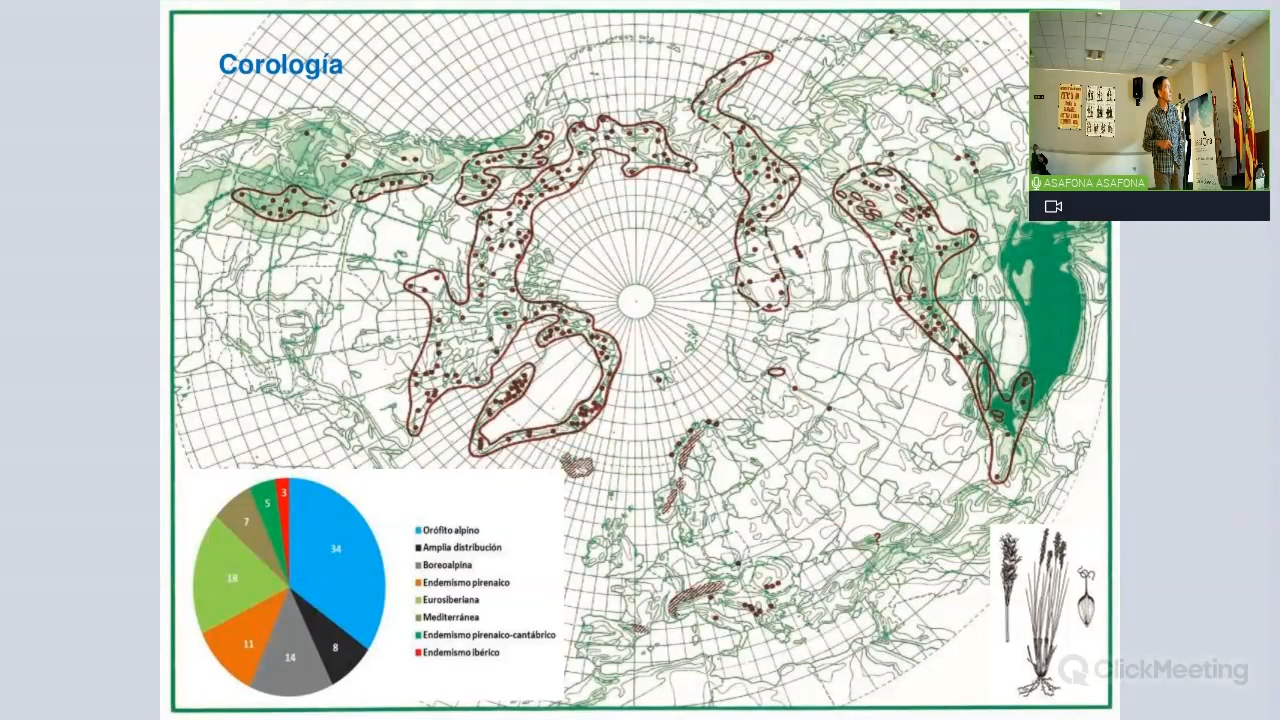 Corología
ASAFONA ASAFONA
34
8
14
11
18
7
5
3
Orófito alpino
Amplia distribución
Boreoalpina
Endemismo pirenaico
Eurosiberiana
Mediterránea
Endemismo pirenaico-cantábrico
Endemismo ibérico
?
ClickMeeting